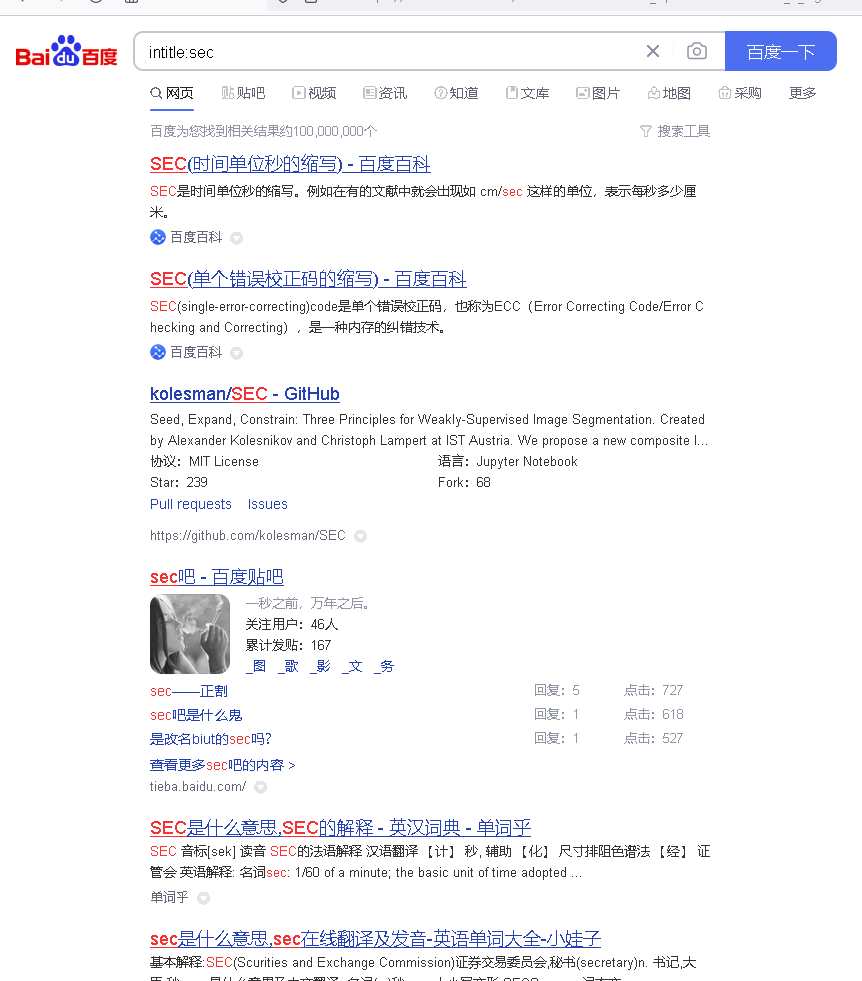 Bai du 百度
intitle:sec
百度一下
网页 贴吧 视频 资讯 知道 文库 图片 地图 采购 更多
百度为您找到相关结果约100,000,000个
搜索工具
SEC(时间单位秒的缩写) - 百度百科
SEC是时间单位秒的缩写。例如在有的文献中就会出现如 cm/sec 这样的单位，表示每秒多少厘
米。
百度百科
SEC(单个错误校正码的缩写) - 百度百科
SEC(single-error-correcting)code是单个错误校正码，也称为ECC（Error Correcting Code/Error C
hecking and Correcting），是一种内存的纠错技术。
百度百科
kolesman/SEC - GitHub
Seed, Expand, Constrain: Three Principles for Weakly-Supervised Image Segmentation. Created
by Alexander Kolesnikov and Christoph Lampert at IST Austria. We propose a new composite l...
协议：MIT License 语言：Jupyter Notebook
Star：239 Fork：68
Pull requests Issues
https://github.com/kolesman/SEC
sec吧 - 百度贴吧
一秒之前，万年之后。
关注用户：46人
累计发贴：167
_图 _歌 _影 _文 _务
sec——正割 回复：5 点击：727
sec吧是什么鬼 回复：1 点击：618
是改名biut的sec吗? 回复：1 点击：527
查看更多sec吧的内容 >
tieba.baidu.com/
SEC是什么意思,SEC的解释 - 英汉词典 - 单词乎
SEC 音标[sek] 读音 SEC的法语解释 汉语翻译 【计】 秒, 辅助 【化】 尺寸排阻色谱法 【经】 证
管会 英语解释: 名词sec: 1/60 of a minute; the basic unit of time adopted ...
单词乎
sec是什么意思,sec在线翻译及发音-英语单词大全-小娃子
基本解释:SEC(Scurities and Exchange Commission)证券交易委员会,秘书(secretary)n. 书记,大